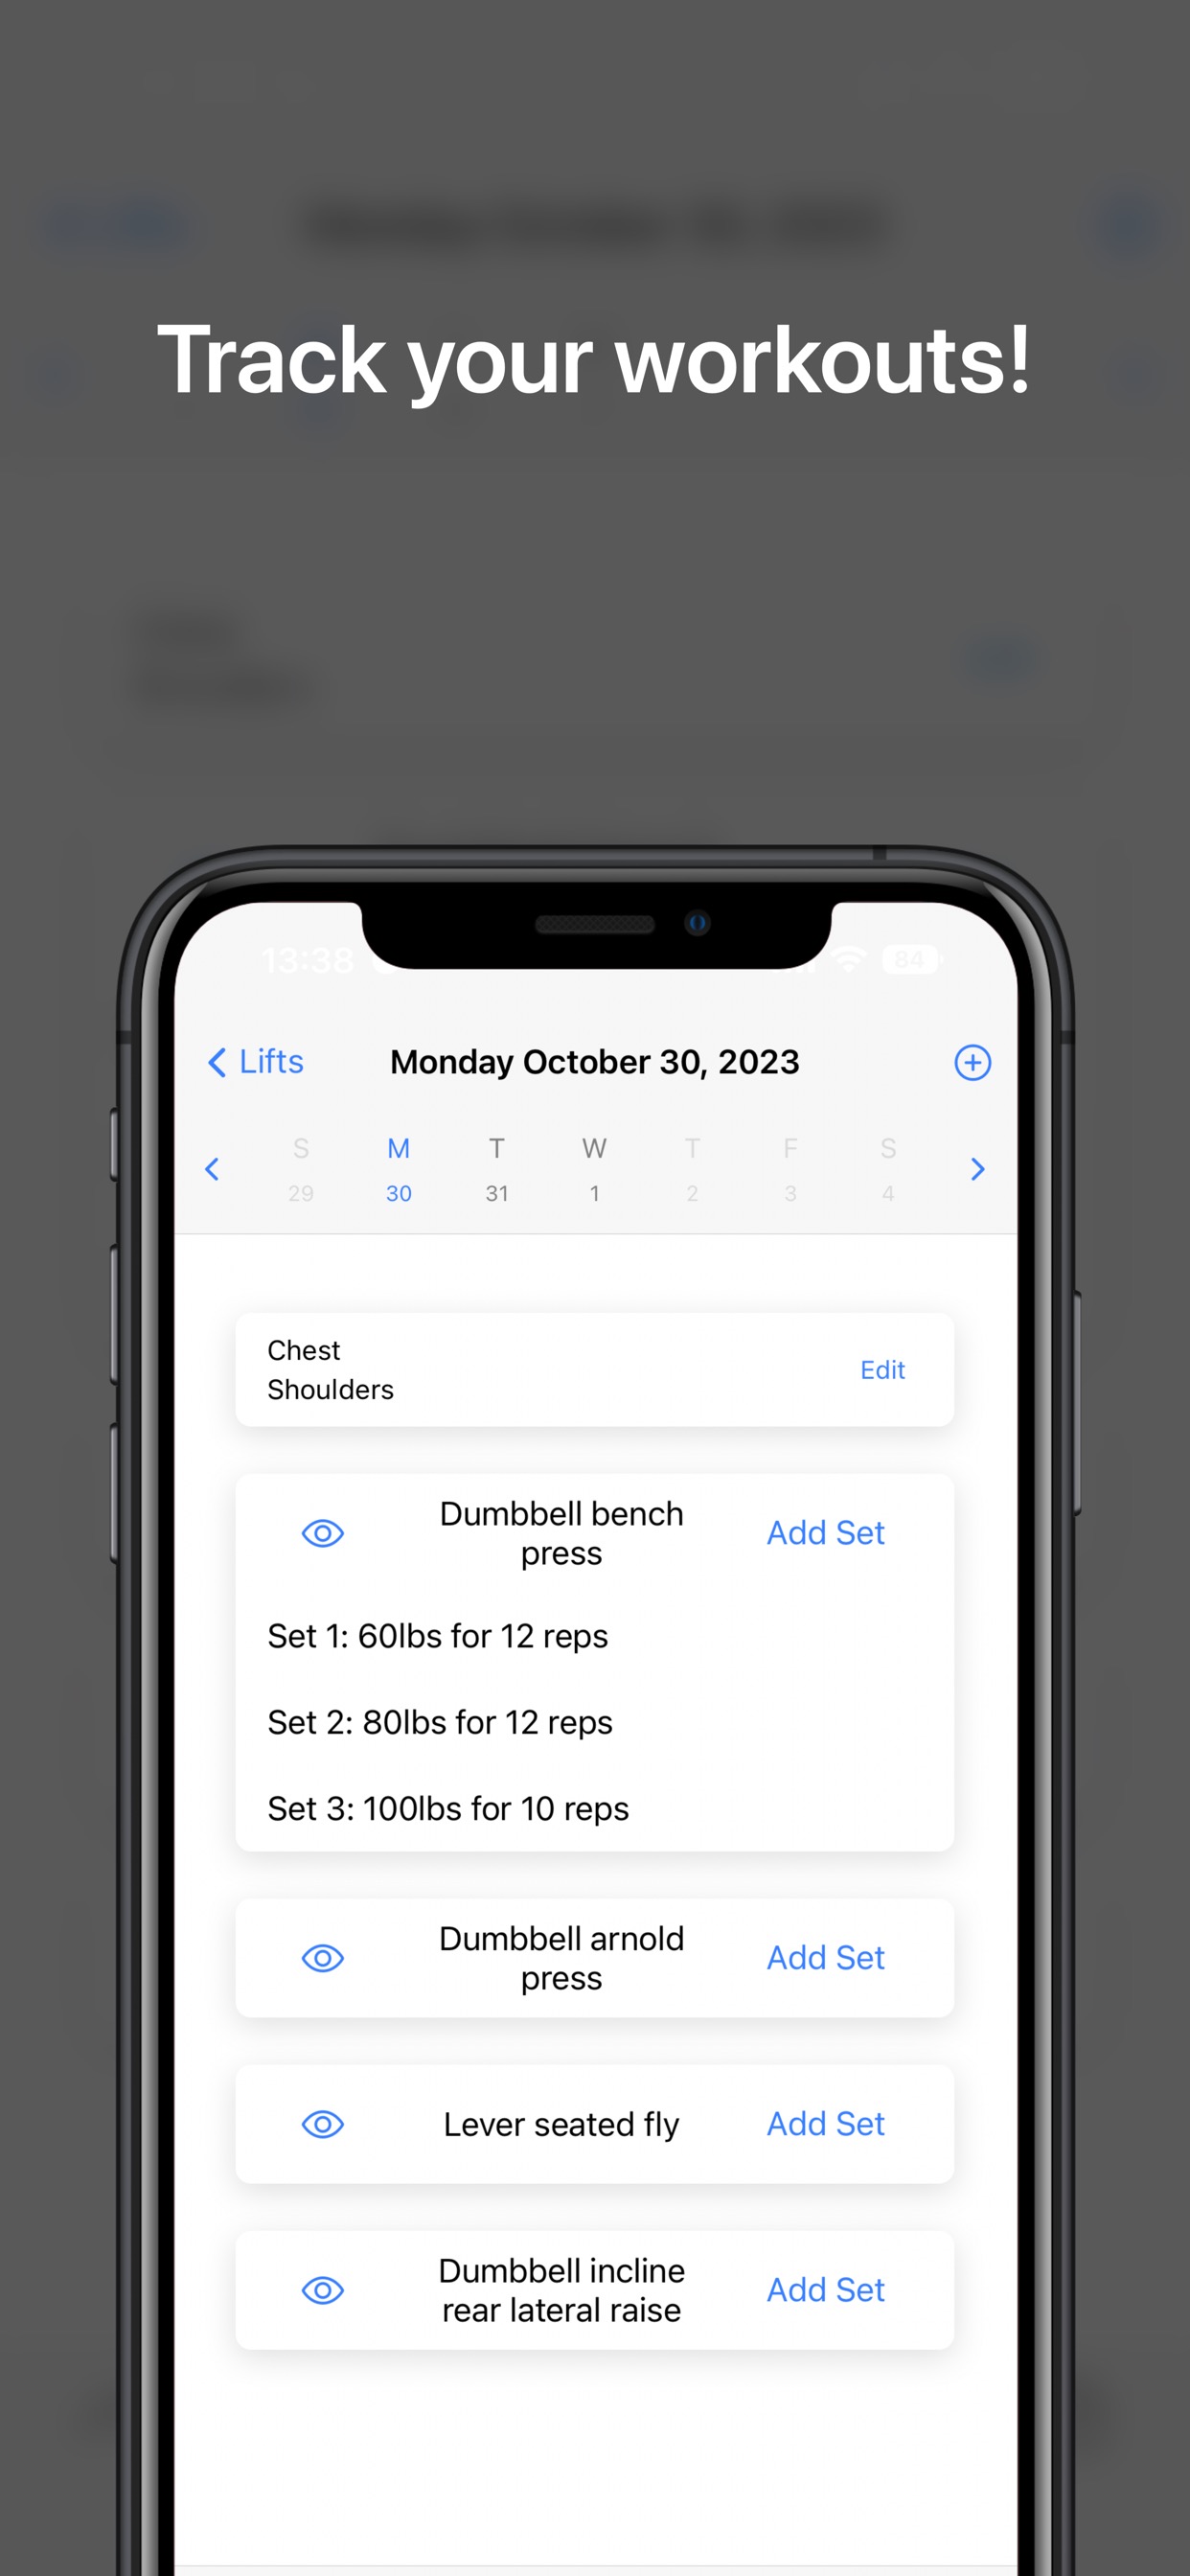 Track your workouts!
13:38
84
Lifts
Monday October 30, 2023
S M T W T F S
29 30 31 1 2 3 4
Chest
Shoulders
Edit
Dumbbell bench
press
Add Set
Set 1: 60lbs for 12 reps
Set 2: 80lbs for 12 reps
Set 3: 100lbs for 10 reps
Dumbbell arnold
press
Add Set
Lever seated fly
Add Set
Dumbbell incline
rear lateral raise
Add Set